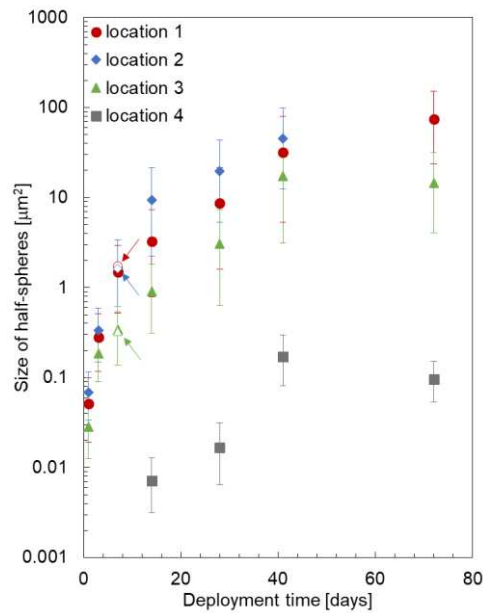 1000
100
10
1
0.1
0.01
0.001
Size of half-spheres [μm²]
location 1
location 2
location 3
location 4
0 20 40 60 80
Deployment time [days]